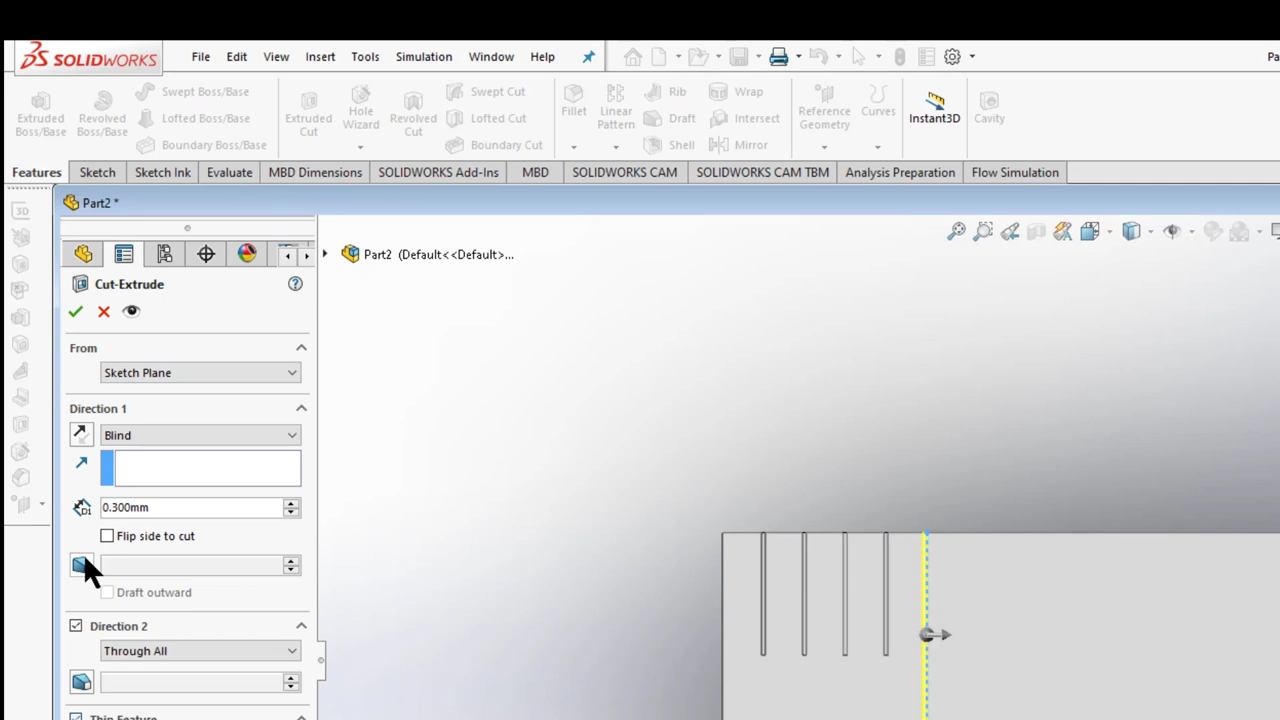 SOLIDWORKS File Edit View Insert Tools Simulation Window Help Pa
Extruded Boss/Base Revolved Boss/Base Swept Boss/Base Lofted Boss/Base Boundary Boss/Base Extruded Cut Hole Wizard Revolved Cut Swept Cut Lofted Cut Boundary Cut Fillet Linear Pattern Rib Draft Shell Wrap Intersect Mirror Reference Geometry Curves Instant3D Cavity
Features Sketch Sketch Ink Evaluate MBD Dimensions SOLIDWORKS Add-Ins MBD SOLIDWORKS CAM SOLIDWORKS CAM TBM Analysis Preparation Flow Simulation
3D
Part2 *
Part2 (Default<<Default>...
Cut-Extrude
From
Sketch Plane
Direction 1
Blind
D1 0.300mm
Flip side to cut
Draft outward
Direction 2
Through All
Thin Feature